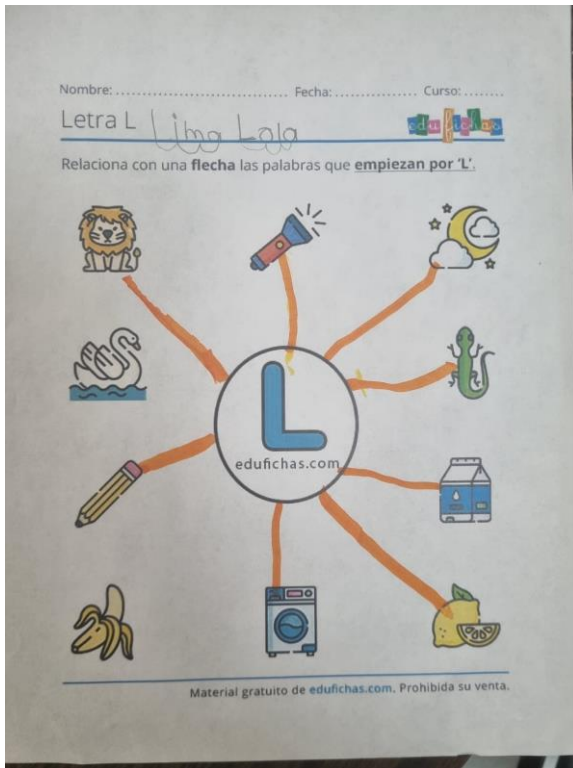 Nombre: ................................ Fecha: ............... Curso: ........
Letra L Lima Lola
edufichas
Relaciona con una flecha las palabras que empiezan por 'L'.
L
edufichas.com
Material gratuito de edufichas.com. Prohibida su venta.